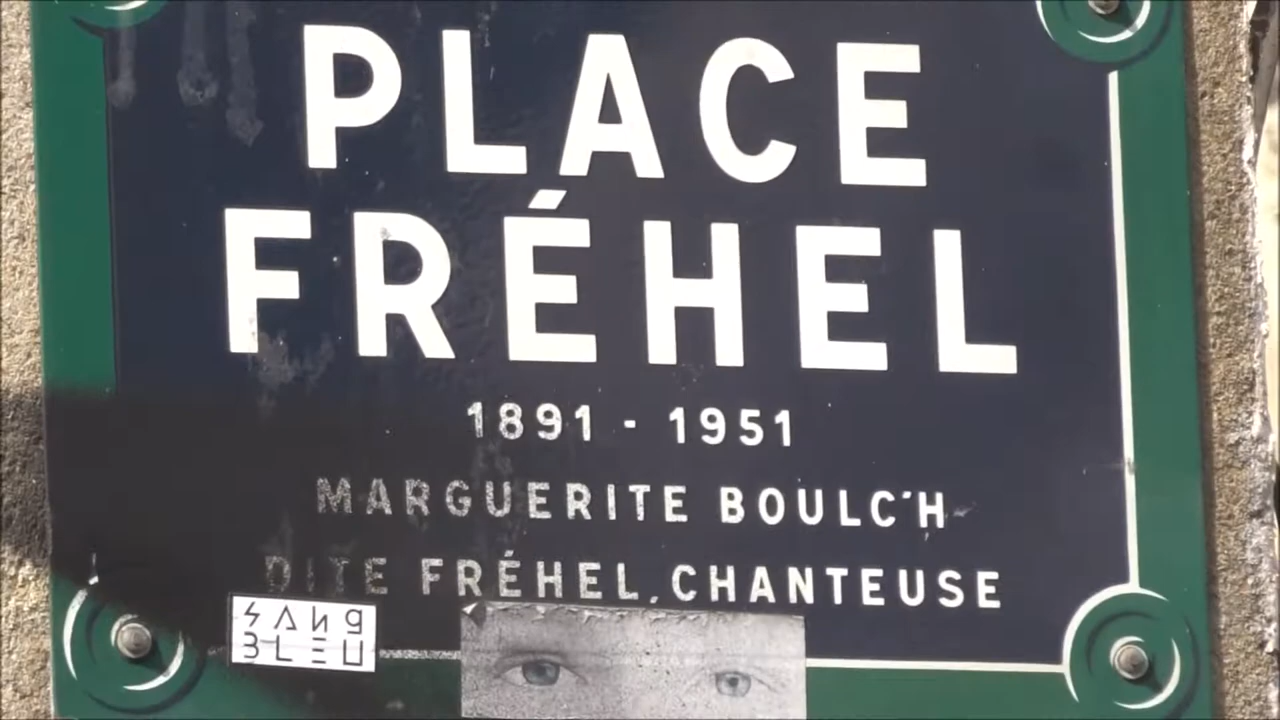 PLACE
FRÉHEL
1891 - 1951
MARGUERITE BOULC'H
DITE FRÉHEL, CHANTEUSE
SANg
BLEU